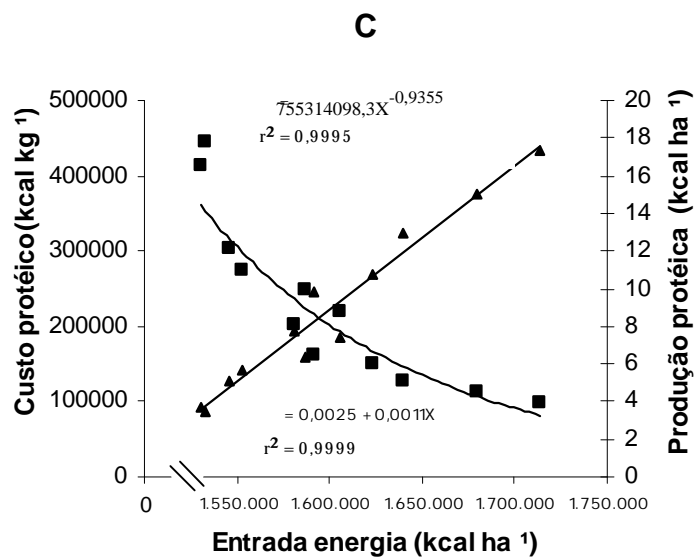 C
Custo protéico (kcal kg ¹)
Produção protéica (kcal ha ¹)
500000
400000
300000
200000
100000
0
20
18
16
14
12
10
8
6
4
2
0
755314098,3X^-0,9355
r² = 0,9995
= 0,0025 + 0,0011X
r² = 0,9999
0
1.550.000
1.600.000
1.650.000
1.700.000
1.750.000
Entrada energia (kcal ha ¹)